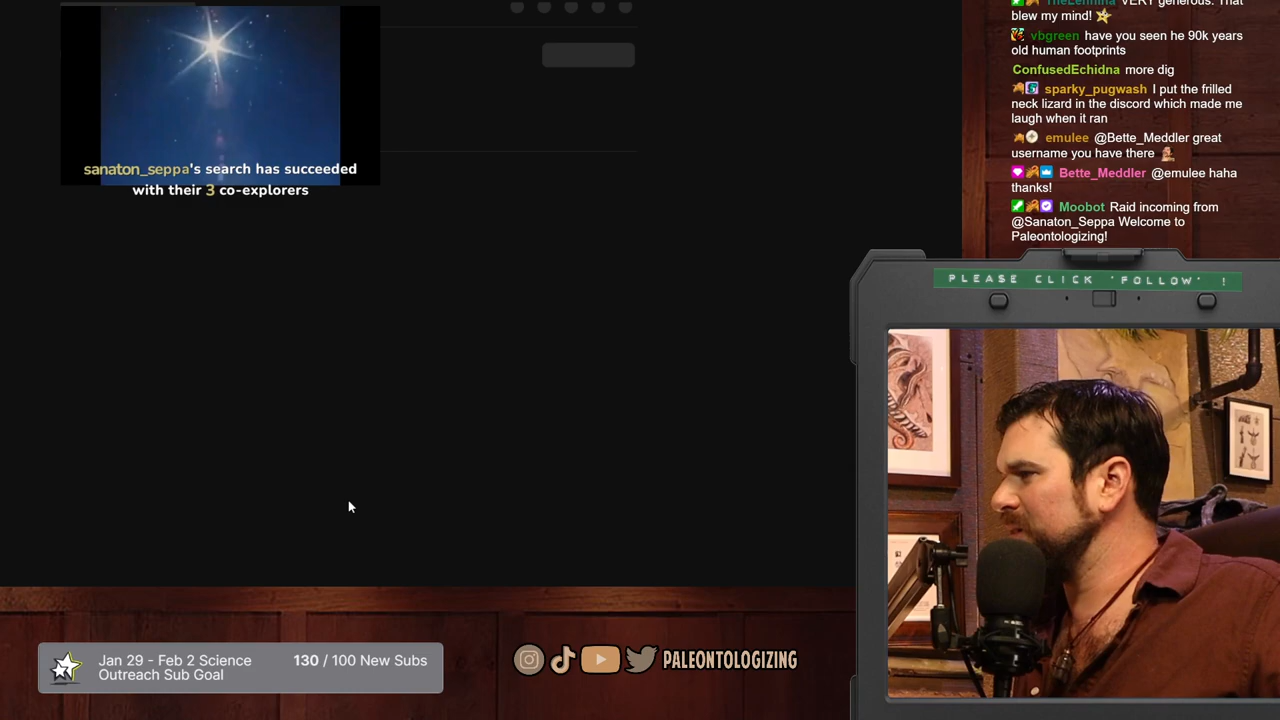 sanaton_seppa's search has succeeded
with their 3 co-explorers
TheLemnina VERY generous. That
blew my mind!
vbgreen have you seen he 90k years
old human footprints
ConfusedEchidna more dig
sparky_pugwash I put the frilled
neck lizard in the discord which made me
laugh when it ran
emulee @Bette_Meddler great
username you have there
Bette_Meddler @emulee haha
thanks!
Moobot Raid incoming from
@Sanaton_Seppa Welcome to
Paleontologizing!
PLEASE CLICK 'FOLLOW' !
Jan 29 - Feb 2 Science
Outreach Sub Goal
130 / 100 New Subs
PALEONTOLOGIZING